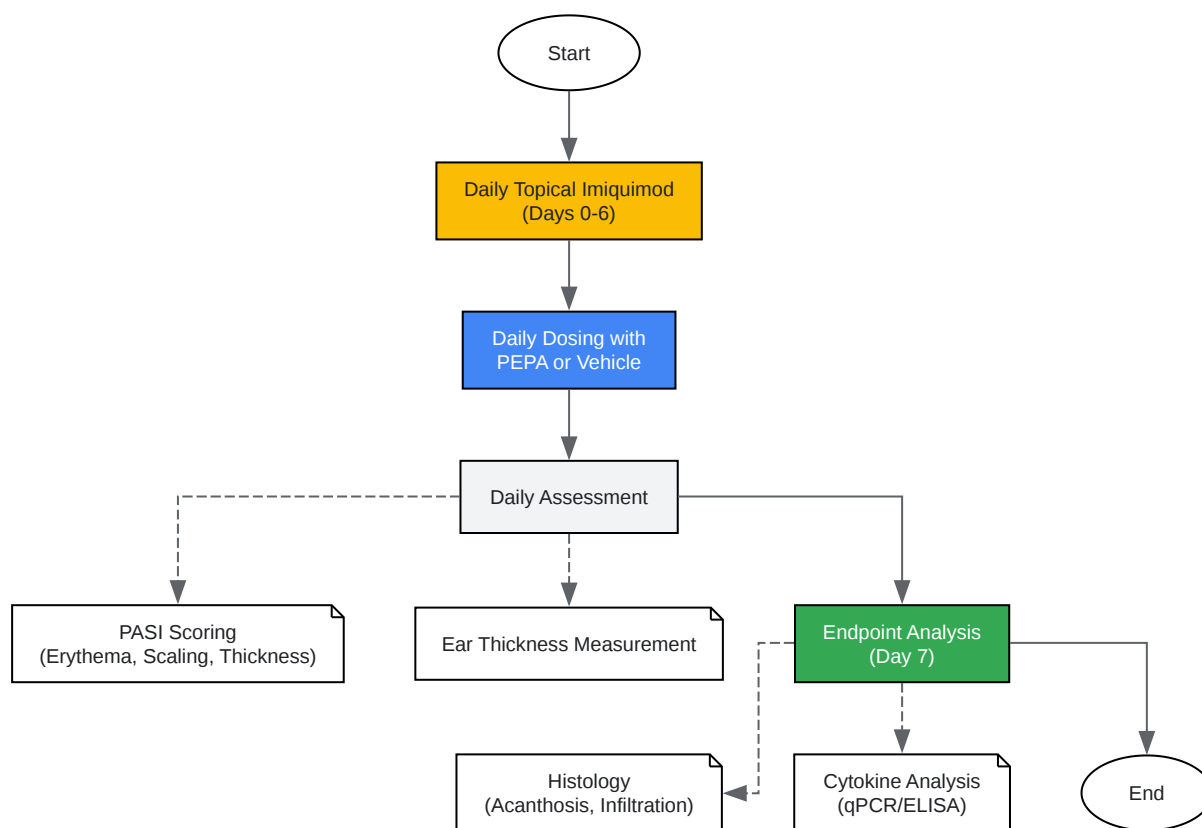 Start
Daily Topical Imiquimod
(Days 0-6)
Daily Dosing with
PEPA or Vehicle
Daily Assessment
PASI Scoring
(Erythema, Scaling, Thickness)
Ear Thickness Measurement
Endpoint Analysis
(Day 7)
Histology
(Acanthosis, Infiltration)
Cytokine Analysis
(qPCR/ELISA)
End